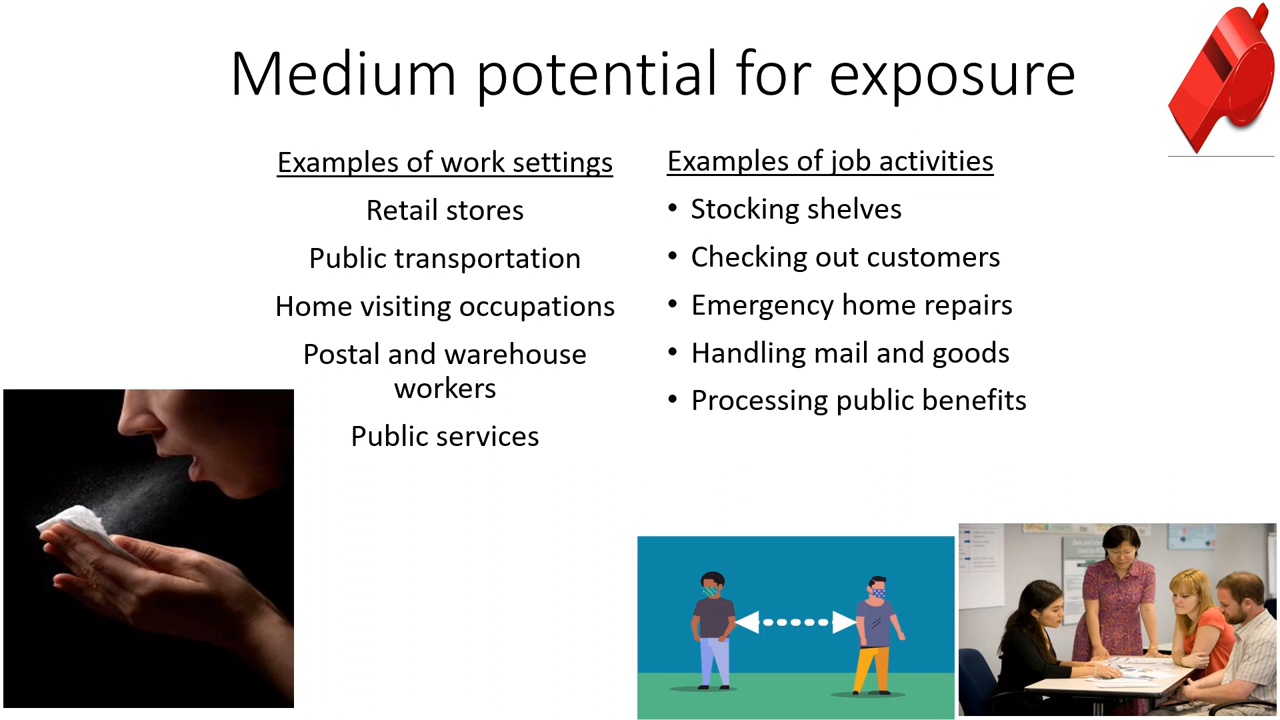 Medium potential for exposure
Examples of work settings
Retail stores
Public transportation
Home visiting occupations
Postal and warehouse
workers
Public services
Examples of job activities
• Stocking shelves
• Checking out customers
• Emergency home repairs
• Handling mail and goods
• Processing public benefits